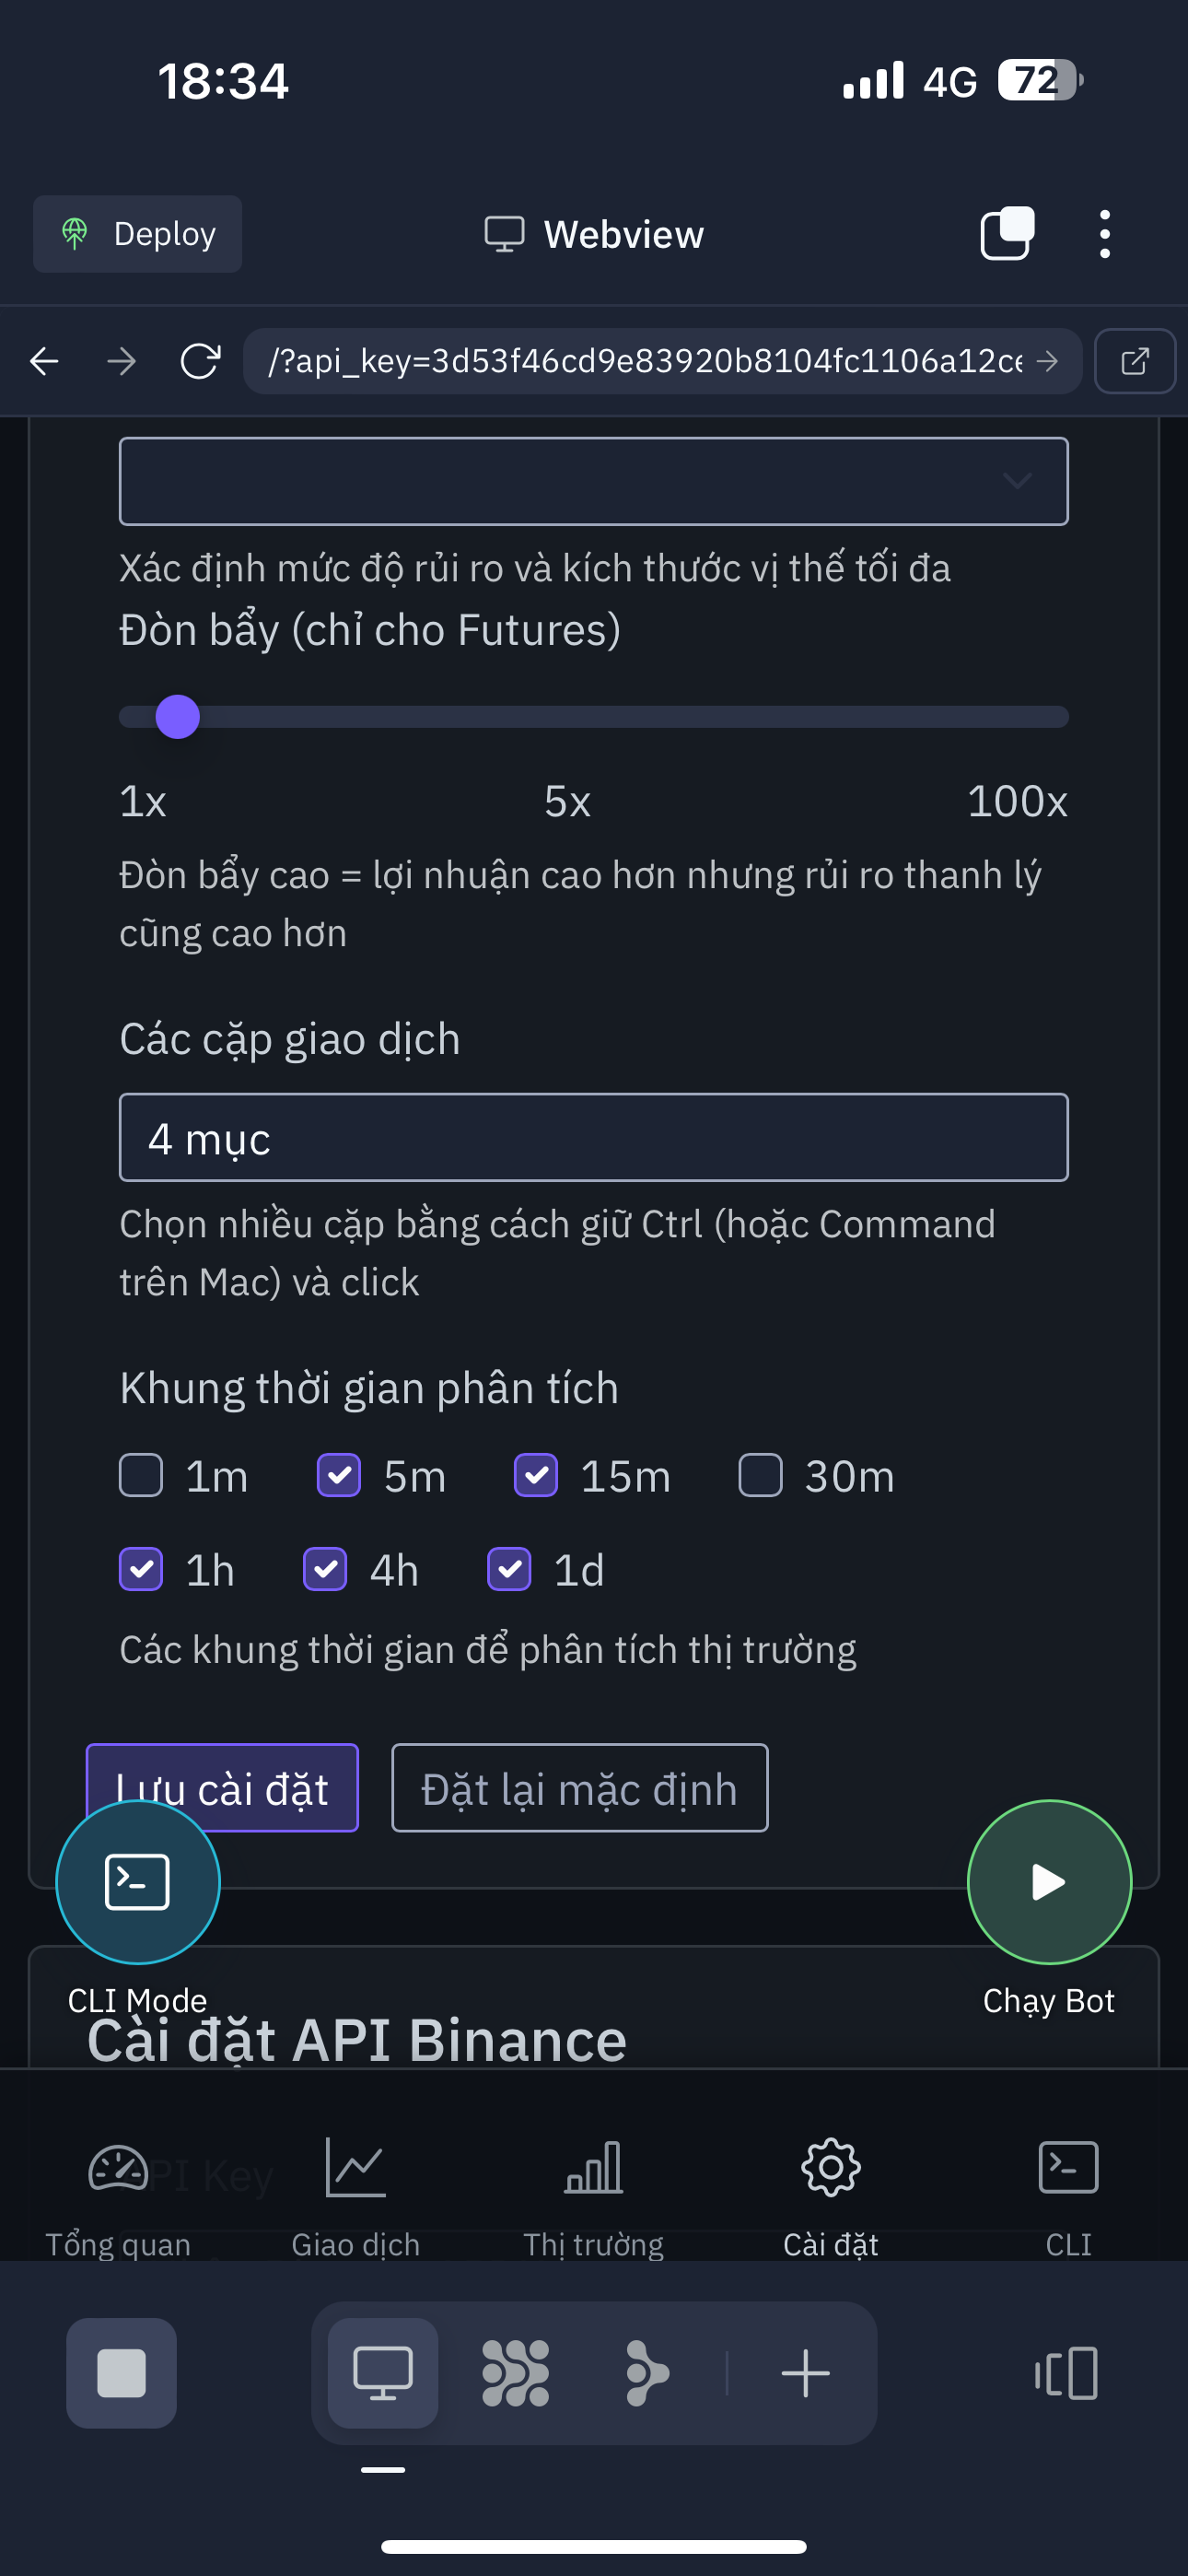 18:34
4G
72
Deploy
Webview
/?api_key=3d53f46cd9e83920b8104fc1106a12c
Xác định mức độ rủi ro và kích thước vị thế tối đa
Đòn bẩy (chỉ cho Futures)
1x 5x 100x
Đòn bẩy cao = lợi nhuận cao hơn nhưng rủi ro thanh lý
cũng cao hơn
Các cặp giao dịch
4 mục
Chọn nhiều cặp bằng cách giữ Ctrl (hoặc Command
trên Mac) và click
Khung thời gian phân tích
1m 5m 15m 30m
1h 4h 1d
Các khung thời gian để phân tích thị trường
Lưu cài đặt
Đặt lại mặc định
CLI Mode
Chạy Bot
Cài đặt API Binance
API Key
Tổng quan
Giao dịch
Thị trường
Cài đặt
CLI